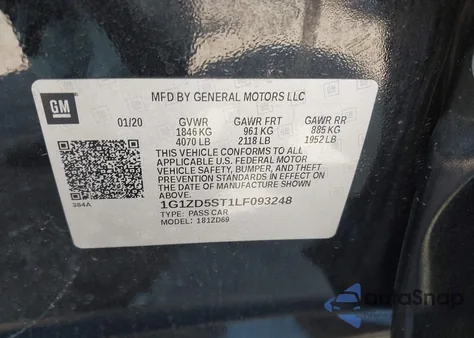 GM
MFD BY GENERAL MOTORS LLC
01/20 GVWR GAWR FRT GAWR RR
1846 KG 961 KG 885 KG
4070 LB 2118 LB 1952 LB
THIS VEHICLE CONFORMS TO ALL
APPLICABLE U.S. FEDERAL MOTOR
VEHICLE SAFETY, BUMPER, AND THEFT
PREVENTION STANDARDS IN EFFECT ON
THE DATE OF MANUFACTURE SHOWN ABOVE.
384A
1G1ZD5ST1LF093248
TYPE: PASS CAR
MODEL: 181ZD69
AutoSnap